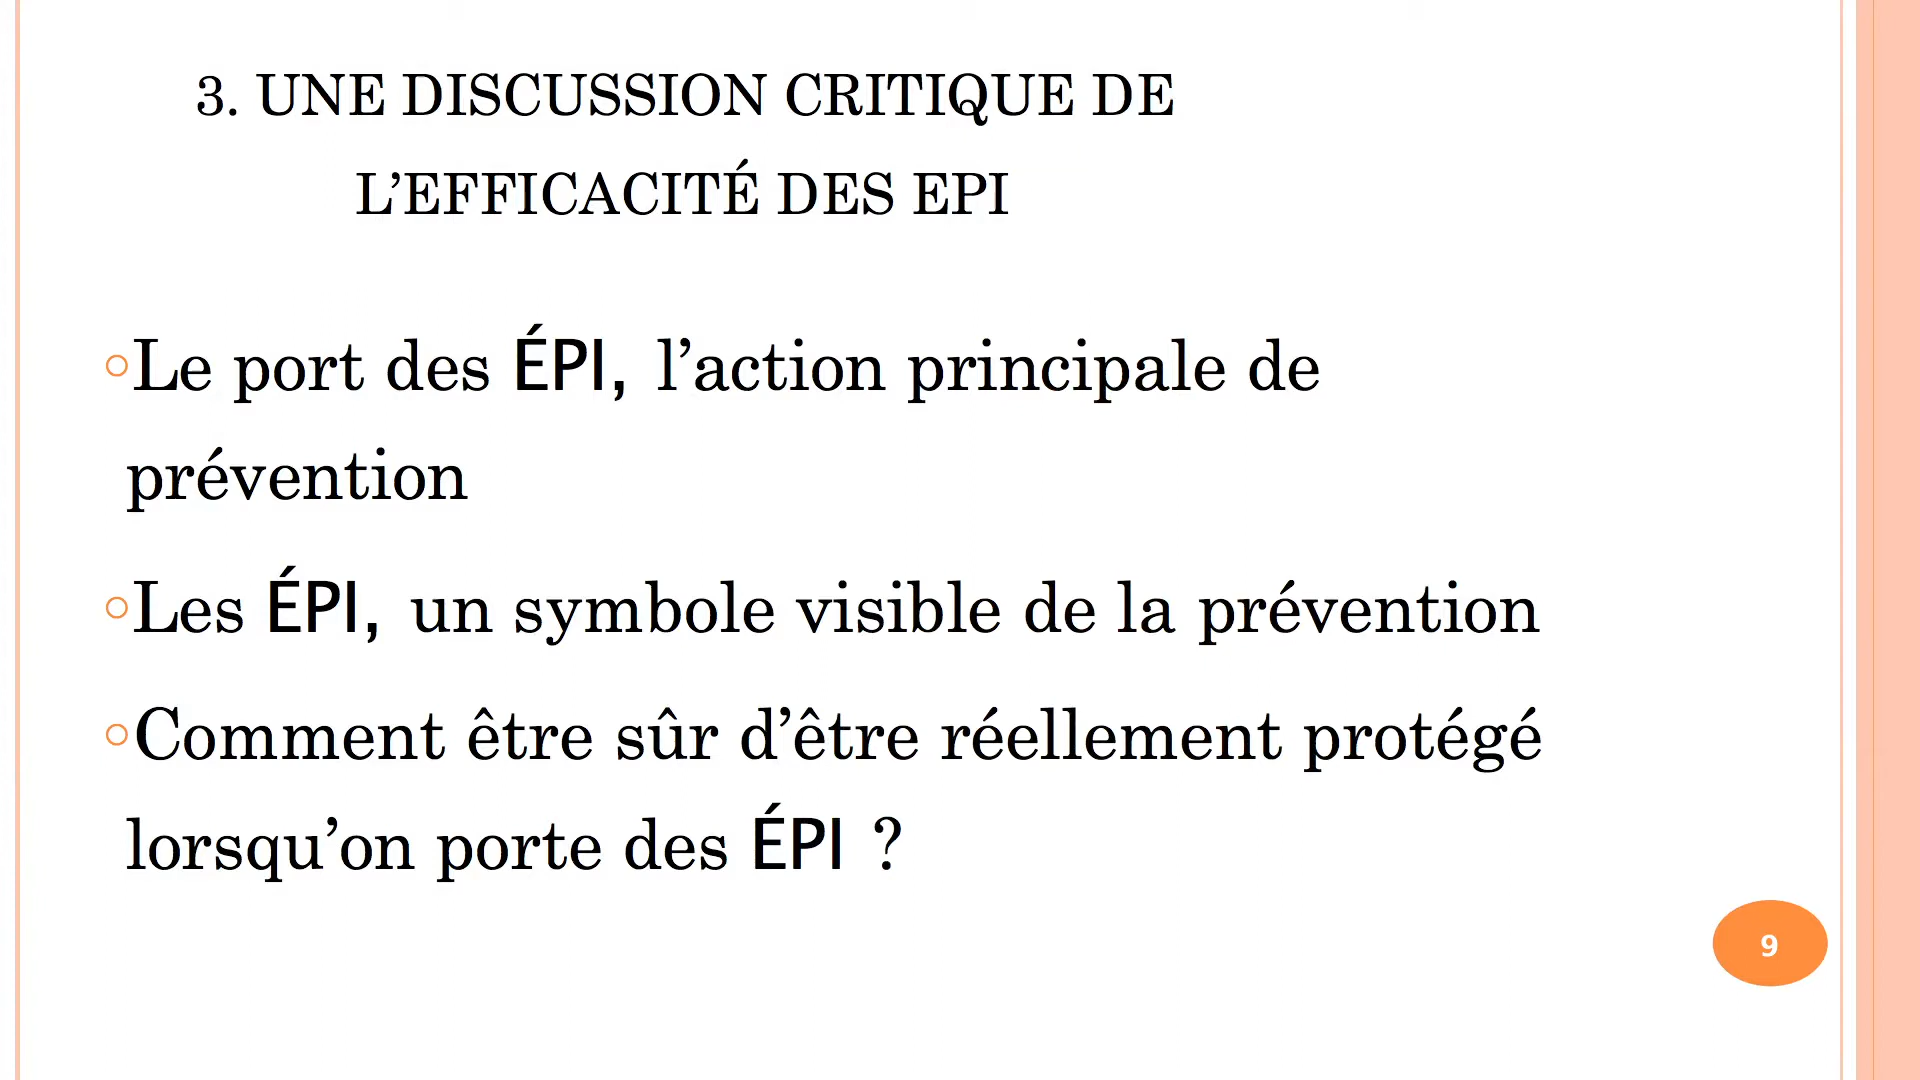 3. UNE DISCUSSION CRITIQUE DE
L’EFFICACITÉ DES EPI
Le port des ÉPI, l’action principale de
prévention
Les ÉPI, un symbole visible de la prévention
Comment être sûr d’être réellement protégé
lorsqu’on porte des ÉPI ?
9